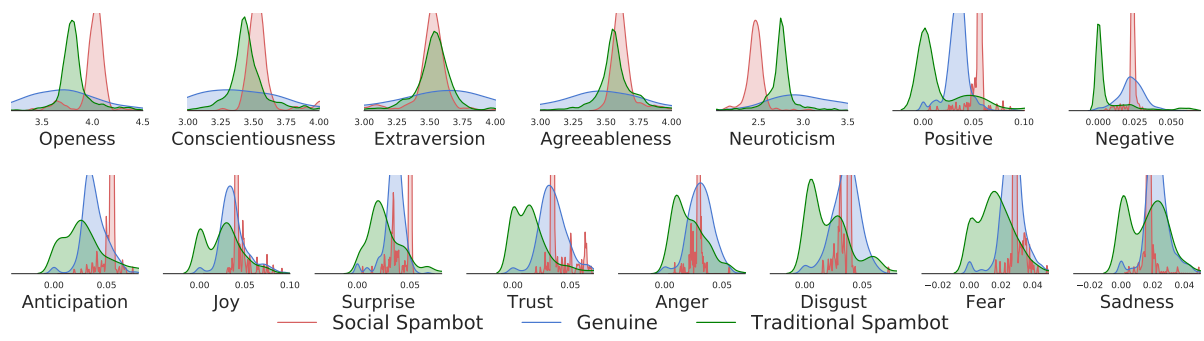 3.5 4.0 4.5 3.00 3.25 3.50 3.75 4.00 3.00 3.25 3.50 3.75 4.00 3.00 3.25 3.50 3.75 4.00 2.5 3.0 3.5 0.00 0.05 0.10 0.000 0.025 0.050
Openess Conscientiousness Extraversion Agreeableness Neuroticism Positive Negative
0.00 0.05 0.00 0.05 0.10 0.00 0.05 0.00 0.05 0.00 0.05 0.00 0.05 −0.02 0.00 0.02 0.04 −0.02 0.00 0.02 0.04
Anticipation Joy Surprise Trust Anger Disgust Fear Sadness
Social Spambot Genuine Traditional Spambot